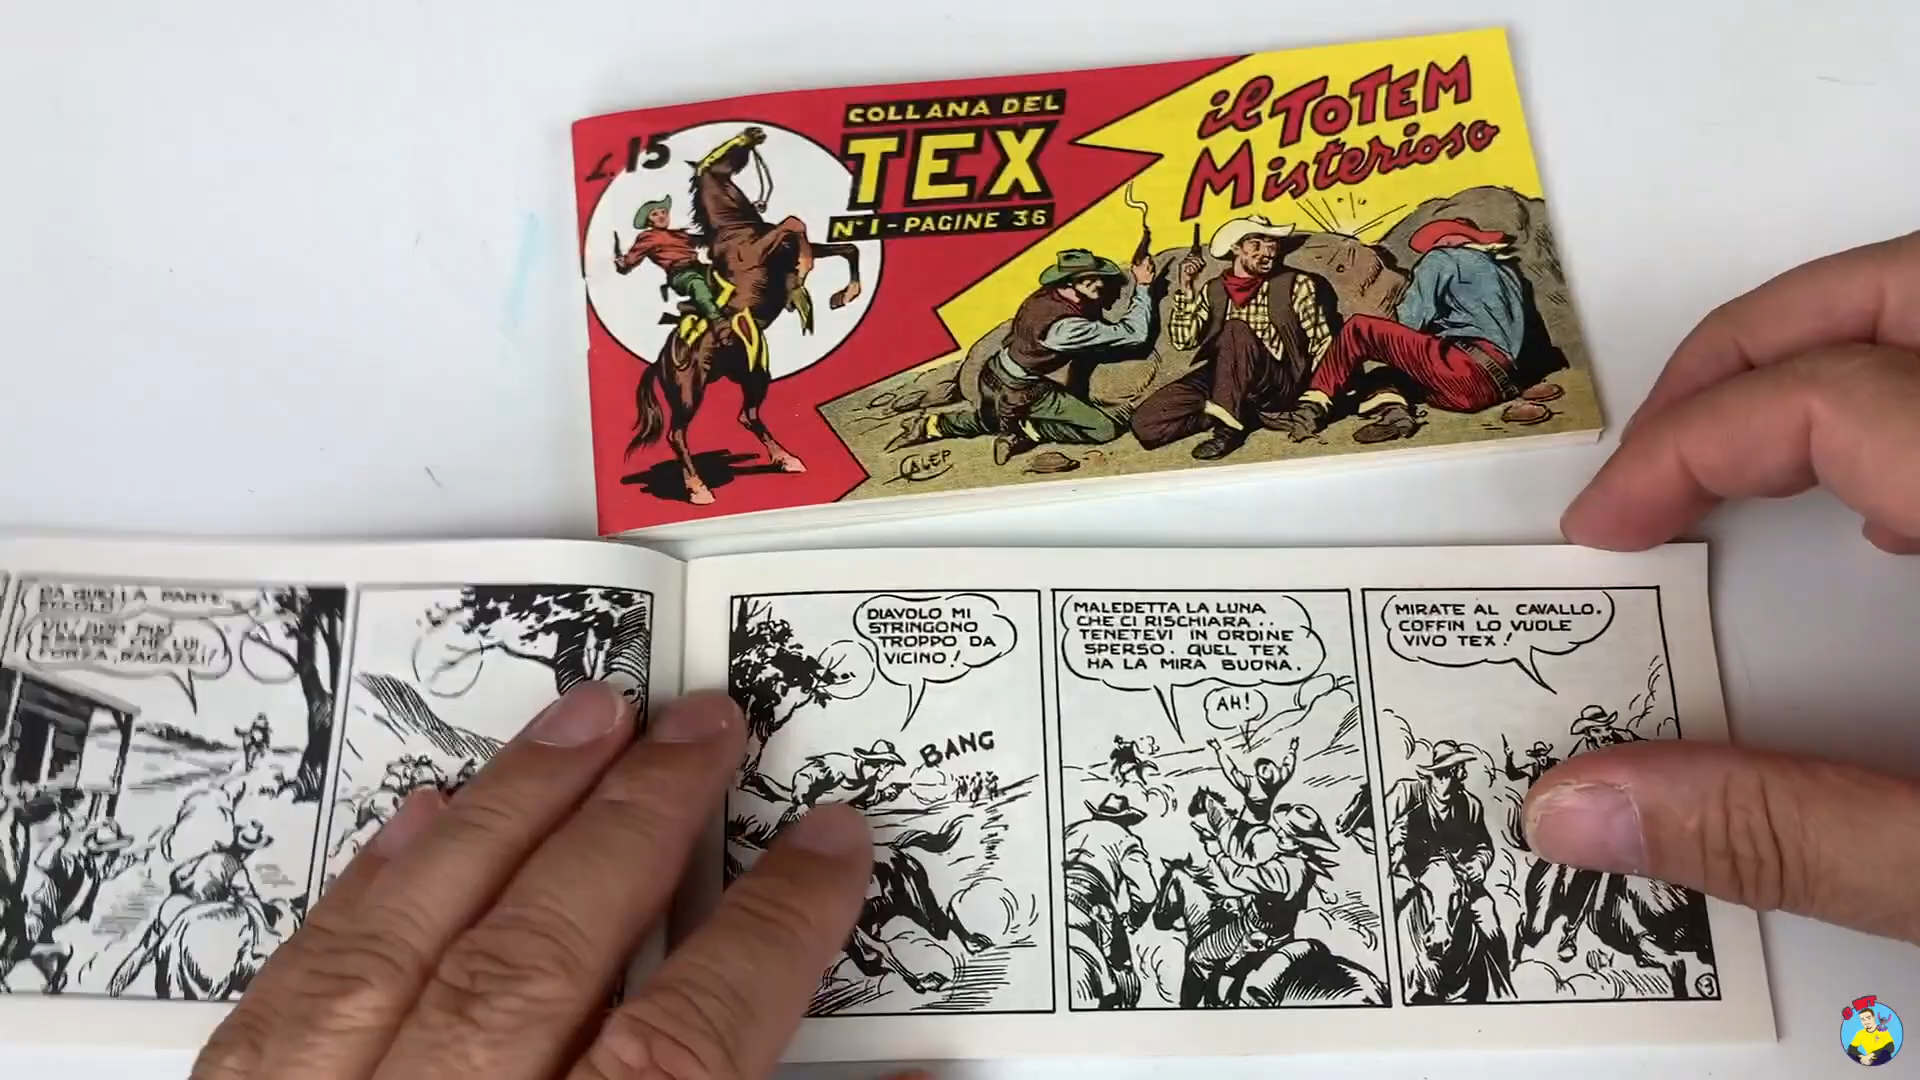 L. 15
COLLANA DEL
TEX
N° 1 - PAGINE 36
il TOTEM
Misterioso
GALEP
DIAVOLO MI
STRINGONO
TROPPO DA
VICINO!
BANG
MALEDETTA LA LUNA
CHE CI RISCHIARA..
TENETEVI IN ORDINE
SPERSO. QUEL TEX
HA LA MIRA BUONA.
AH!
MIRATE AL CAVALLO.
COFFIN LO VUOLE
VIVO TEX!
3